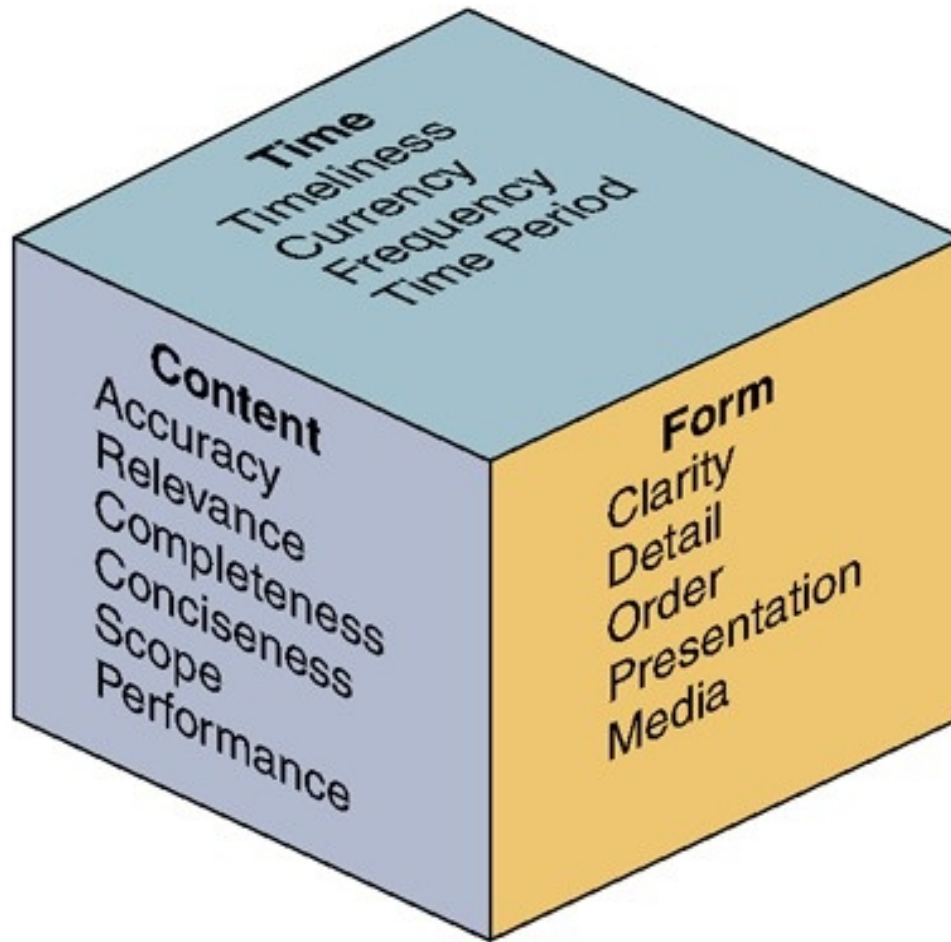 Time
Timeliness
Currency
Frequency
Time Period
Content
Accuracy
Relevance
Completeness
Conciseness
Scope
Performance
Form
Clarity
Detail
Order
Presentation
Media